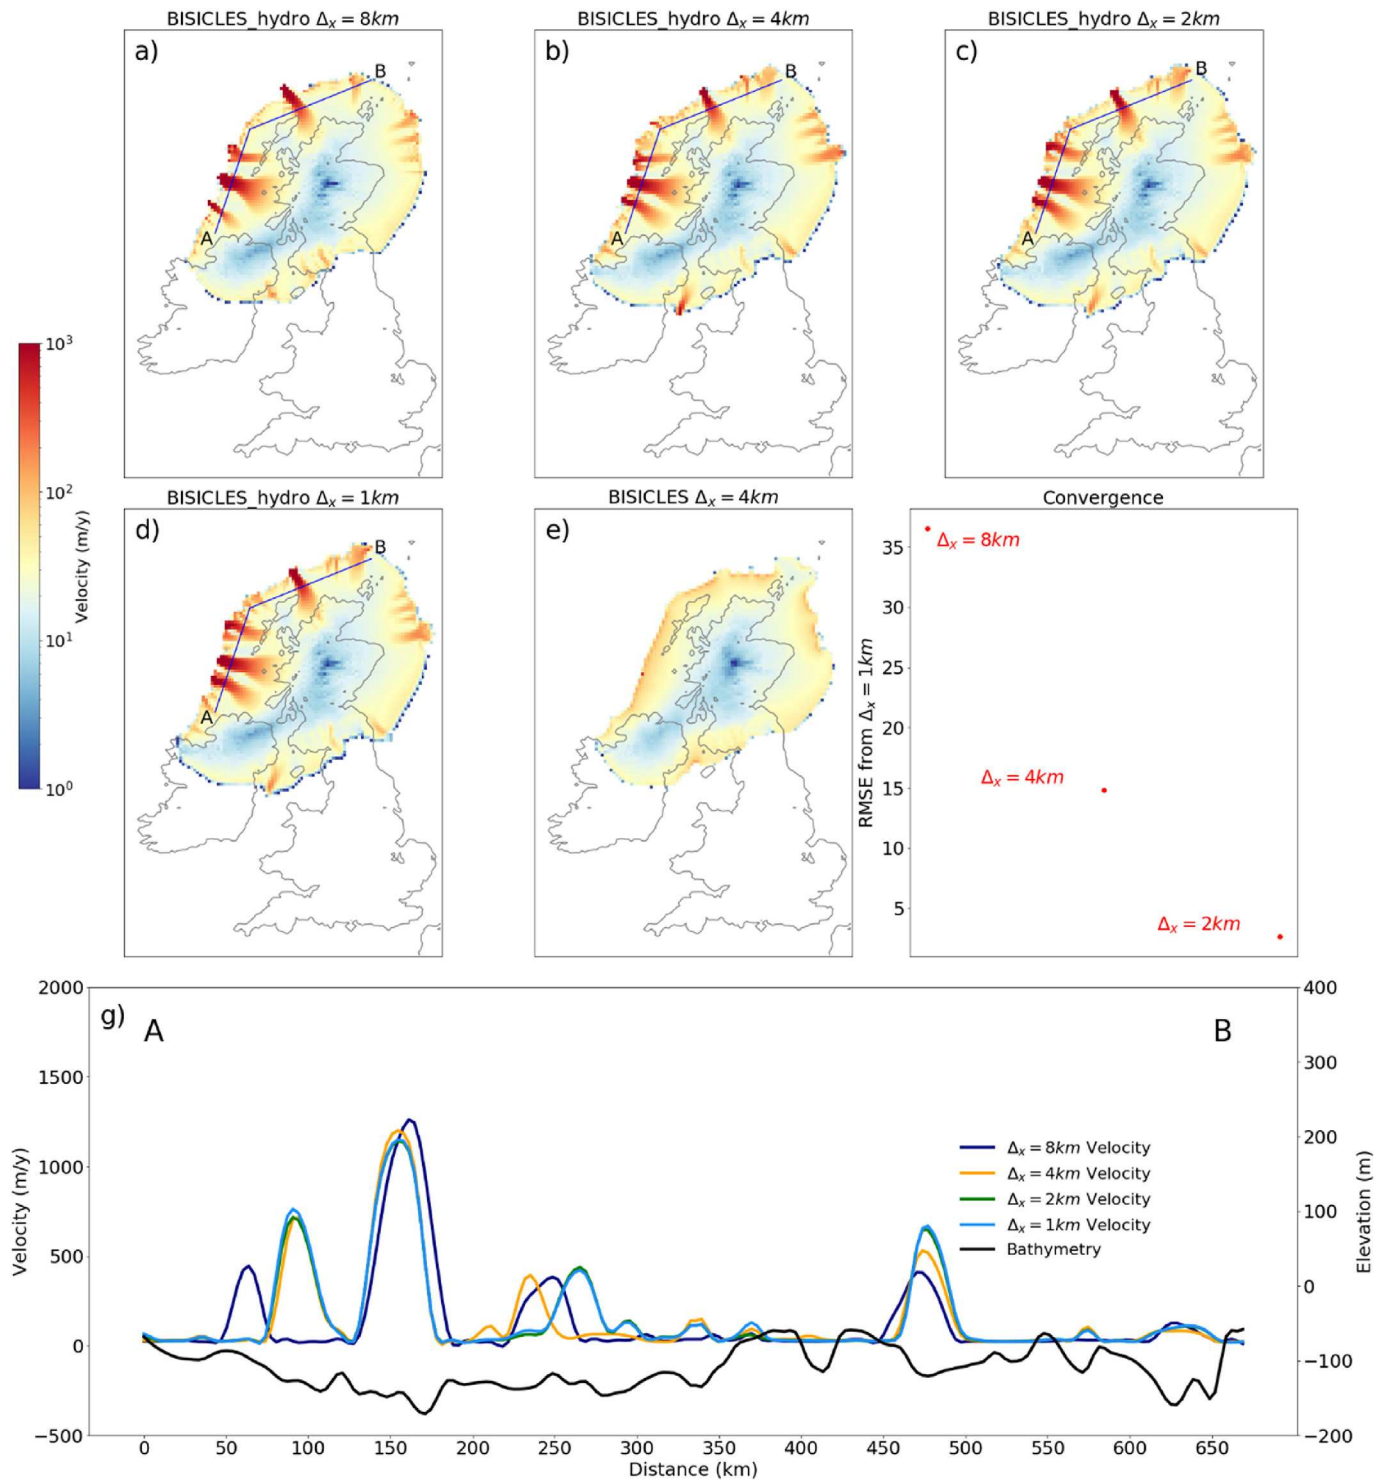 BISICLES_hydro Δx = 8km
BISICLES_hydro Δx = 4km
BISICLES_hydro Δx = 2km
a)
B
A
b)
B
A
c)
B
A
10³
10²
10¹
10⁰
Velocity (m/y)
BISICLES_hydro Δx = 1km
BISICLES Δx = 4km
Convergence
d)
B
A
e)
35
30
25
20
15
10
5
RMSE from Δx = 1km
Δx = 8km
Δx = 4km
Δx = 2km
g)
A
B
2000
1500
1000
500
0
−500
Velocity (m/y)
400
300
200
100
0
−100
−200
Elevation (m)
Δx = 8km Velocity
Δx = 4km Velocity
Δx = 2km Velocity
Δx = 1km Velocity
Bathymetry
0 50 100 150 200 250 300 350 400 450 500 550 600 650
Distance (km)